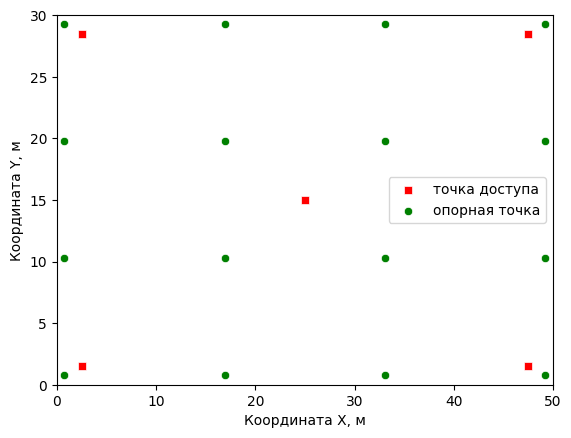 30
25
20
15
10
5
0
Координата Y, м
точка доступа
опорная точка
0 10 20 30 40 50
Координата X, м